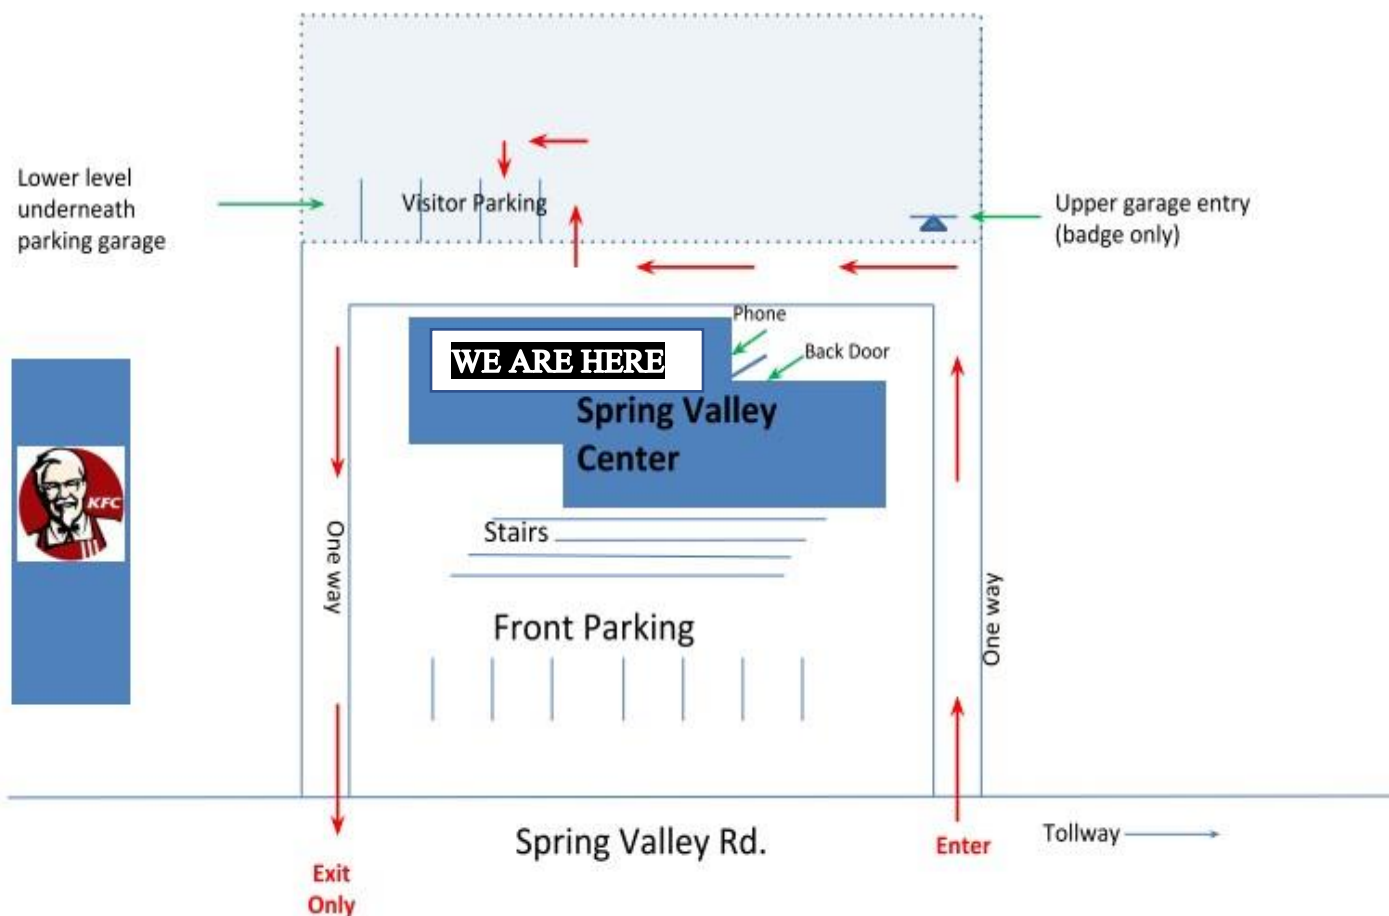 Lower level
underneath
parking garage
Visitor Parking
Upper garage entry
(badge only)
Phone
Back Door
WE ARE HERE
Spring Valley
Center
KFC
Stairs
One way
Front Parking
One way
Spring Valley Rd.
Enter
Tollway
Exit
Only